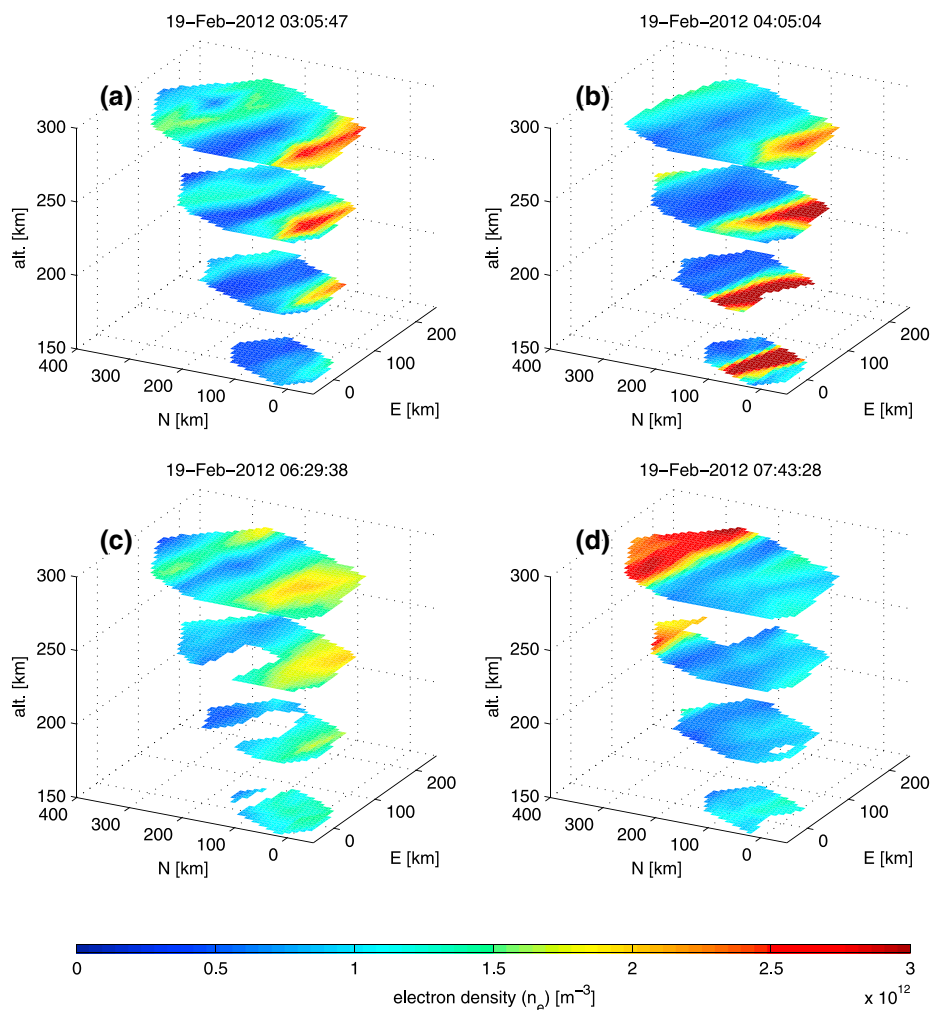 19-Feb-2012 03:05:47
(a)
300
250
200
150
alt. [km]
400
300
200
100
0
N [km]
0
100
200
E [km]
19-Feb-2012 04:05:04
(b)
300
250
200
150
alt. [km]
400
300
200
100
0
N [km]
0
100
200
E [km]
19-Feb-2012 06:29:38
(c)
300
250
200
150
alt. [km]
400
300
200
100
0
N [km]
0
100
200
E [km]
19-Feb-2012 07:43:28
(d)
300
250
200
150
alt. [km]
400
300
200
100
0
N [km]
0
100
200
E [km]
0 0.5 1 1.5 2 2.5 3
electron density (n_e) [m^-3]
x 10^12